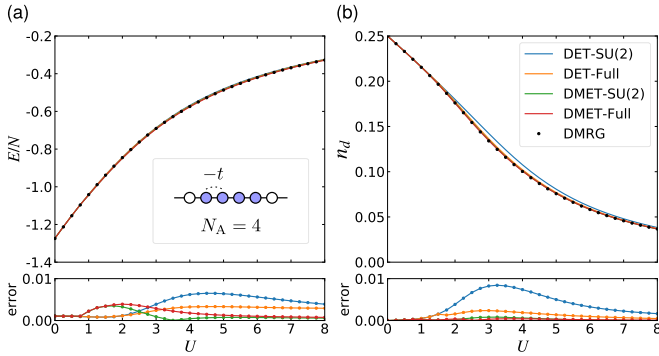 (a)
-0.2
-0.4
-0.6
-0.8
-1.0
-1.2
-1.4
E/N
−t
N_A = 4
0.01
0.00
error
0 1 2 3 4 5 6 7 8
U
(b)
0.25
0.20
0.15
0.10
0.05
0.00
n_d
DET-SU(2)
DET-Full
DMET-SU(2)
DMET-Full
DMRG
0.01
0.00
error
0 1 2 3 4 5 6 7 8
U